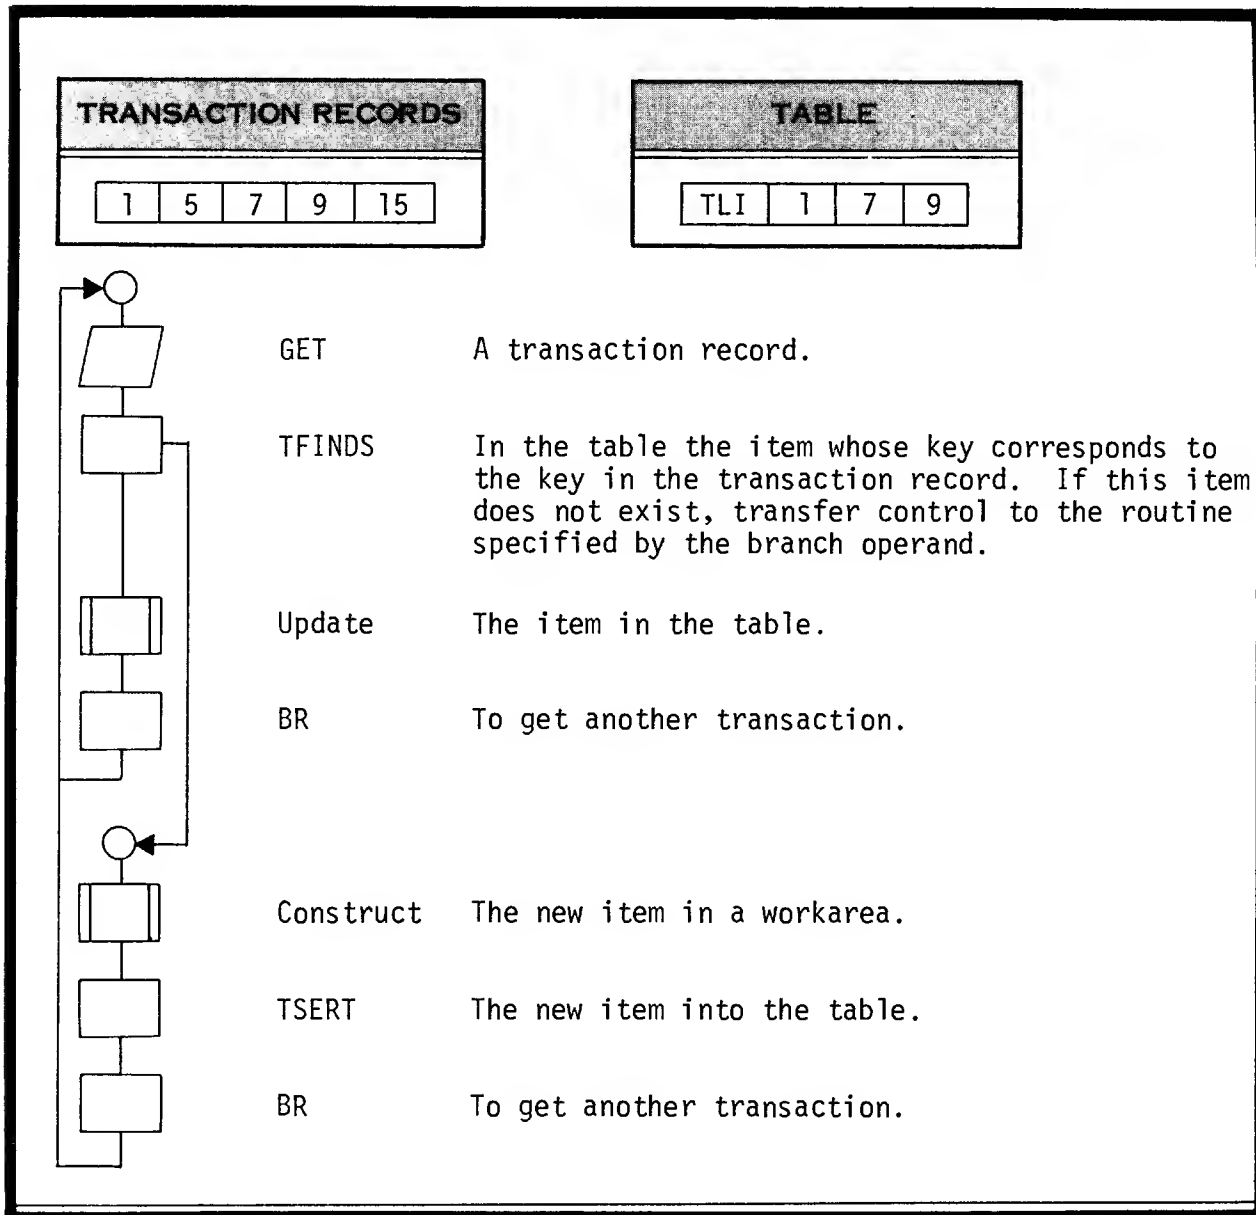 TRANSACTION RECORDS
TABLE
1 5 7 9 15
TLI 1 7 9
GET A transaction record.
TFINDS In the table the item whose key corresponds to
the key in the transaction record. If this item
does not exist, transfer control to the routine
specified by the branch operand.
Update The item in the table.
BR To get another transaction.
Construct The new item in a workarea.
TSERT The new item into the table.
BR To get another transaction.